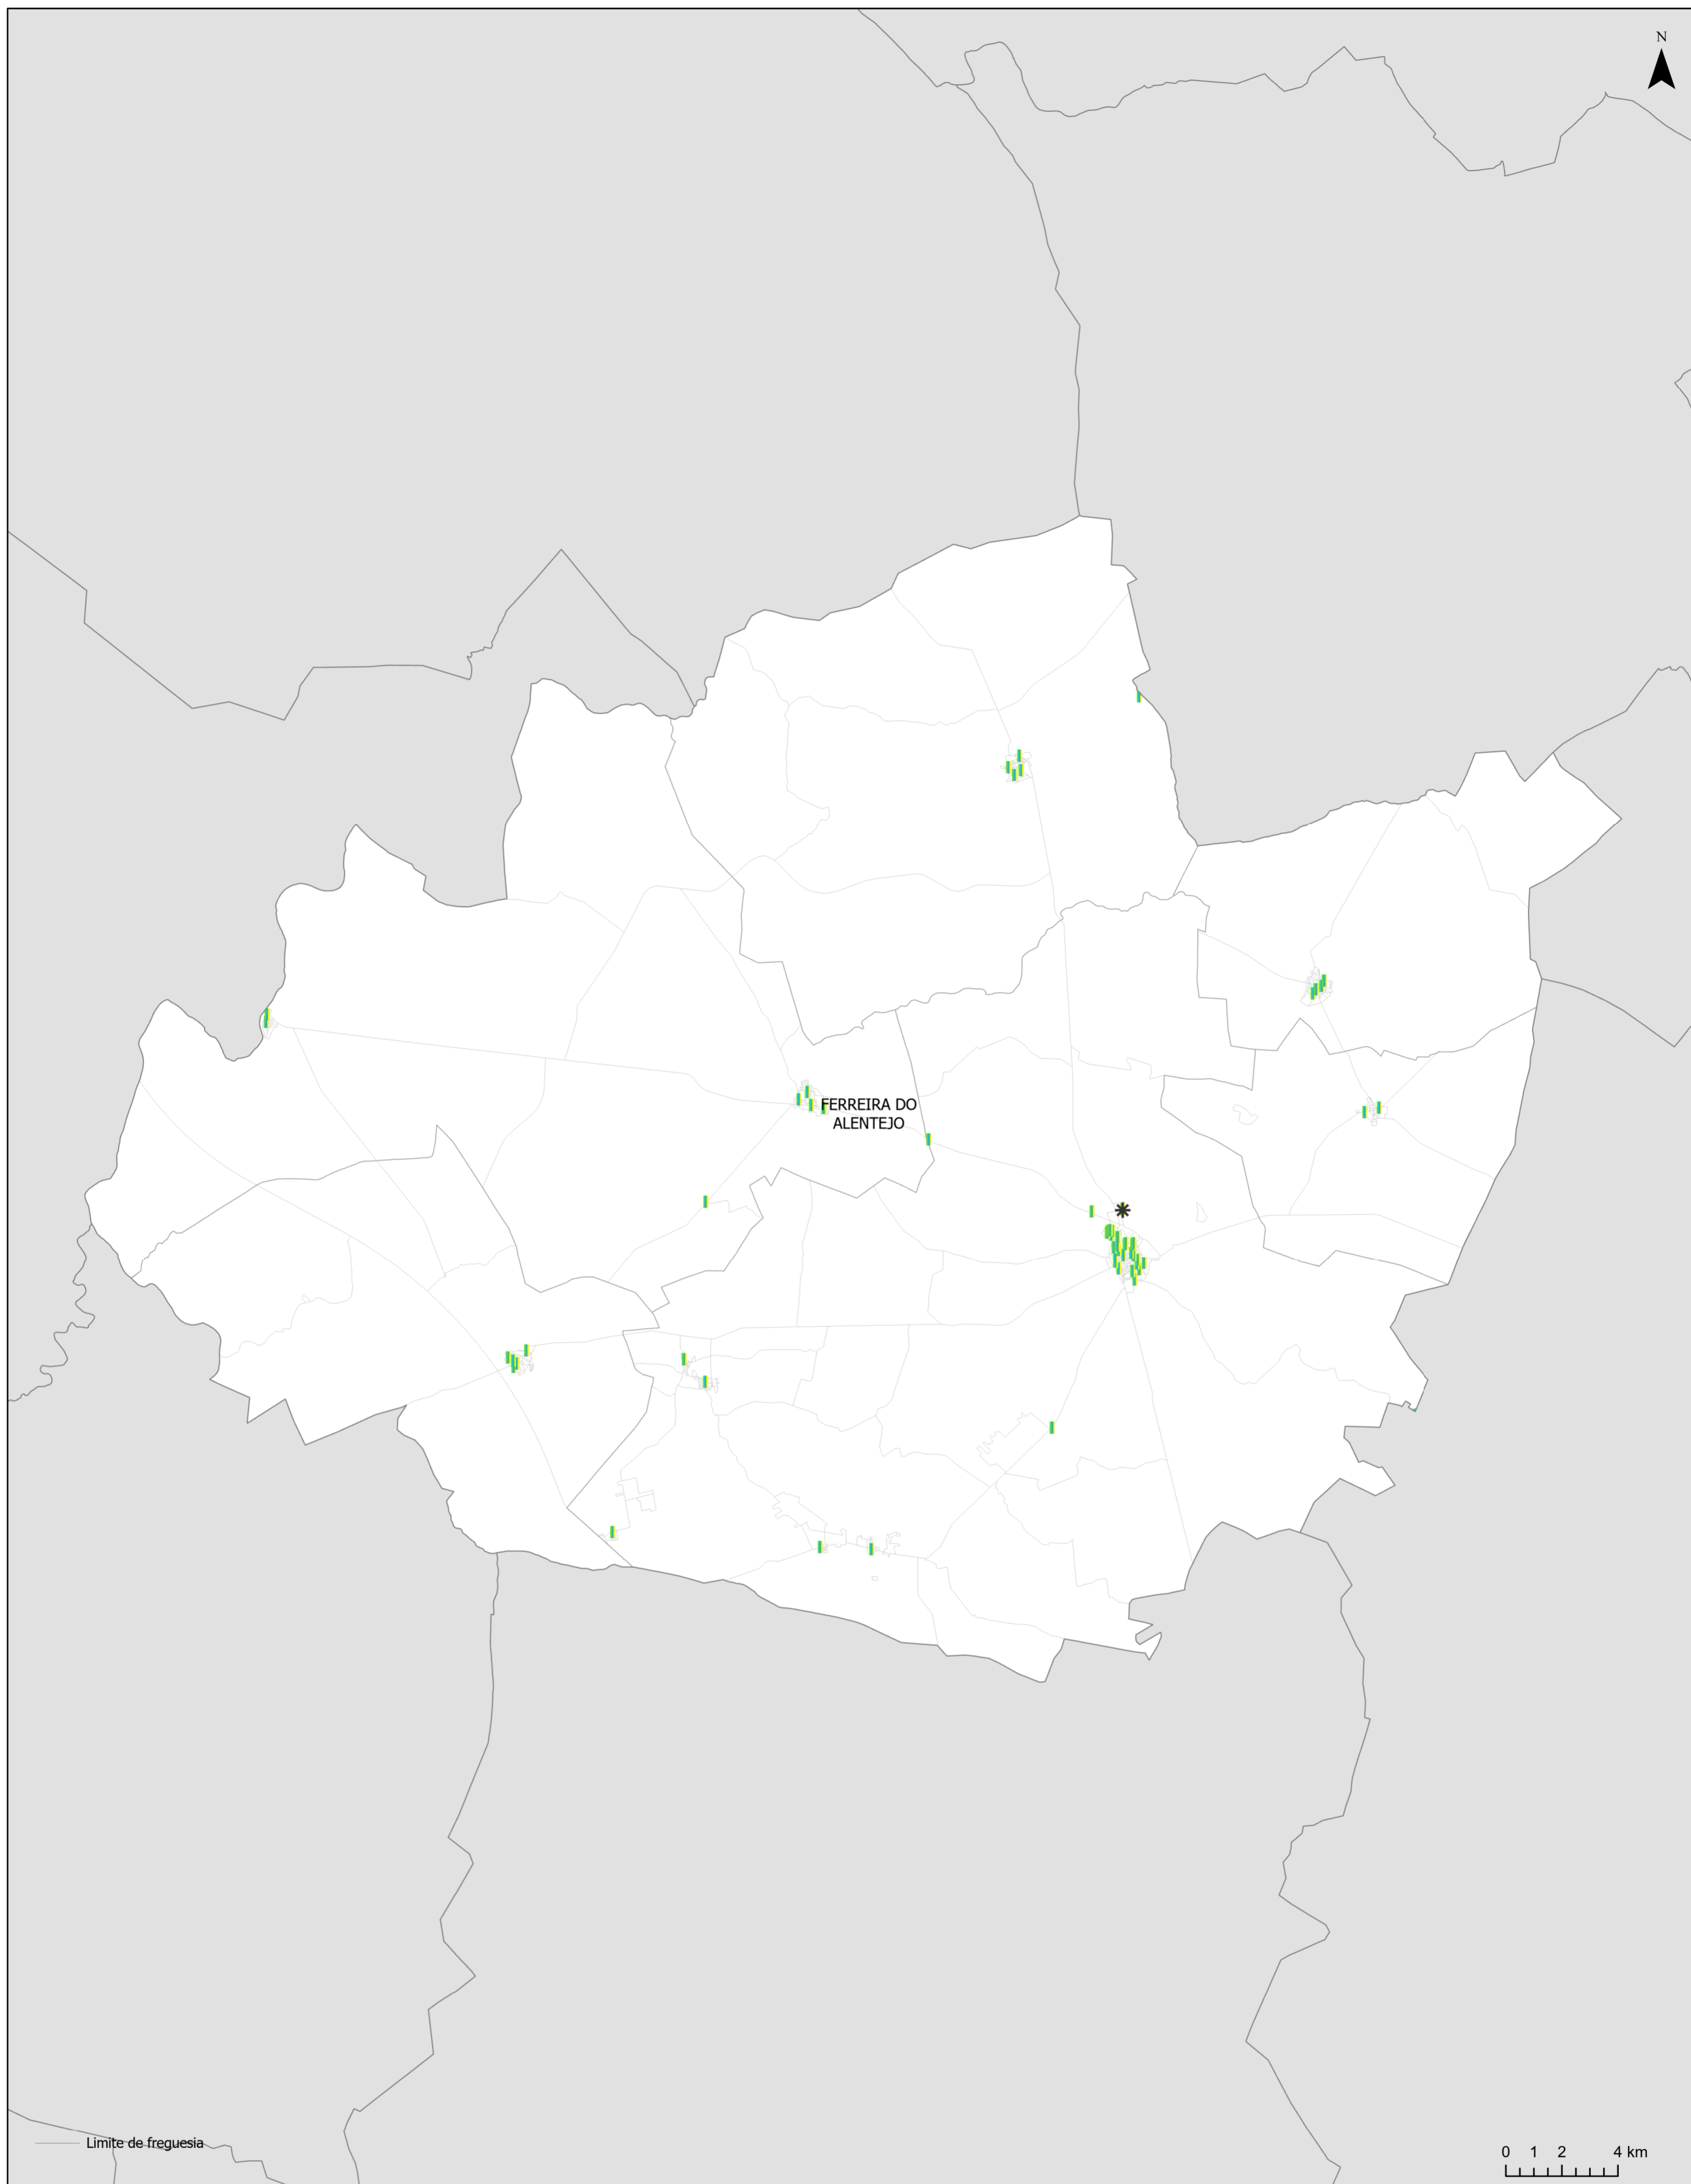 N
FERREIRA DO
ALENTEJO
Limite de freguesia
0 1 2 4 km